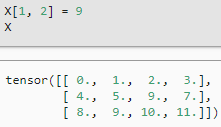 X[1, 2] = 9
X
tensor([[ 0.,  1.,  2.,  3.],
        [ 4.,  5.,  9.,  7.],
        [ 8.,  9., 10., 11.]])